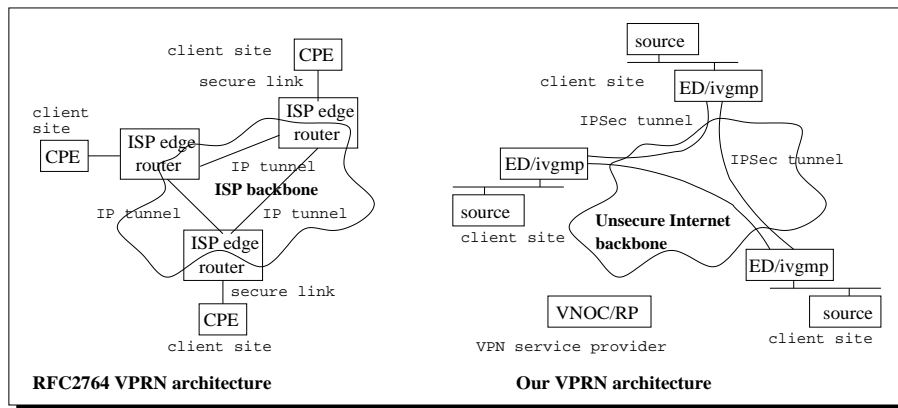 client site
CPE
secure link
ISP edge
router
client
site
CPE
ISP edge
router
IP tunnel
ISP backbone
IP tunnel
IP tunnel
ISP edge
router
secure link
CPE
client site
RFC2764 VPRN architecture
source
client site
ED/ivgmp
IPSec tunnel
IPSec tunnel
ED/ivgmp
source
client site
Unsecure Internet
backbone
ED/ivgmp
source
client site
VNOC/RP
VPN service provider
Our VPRN architecture